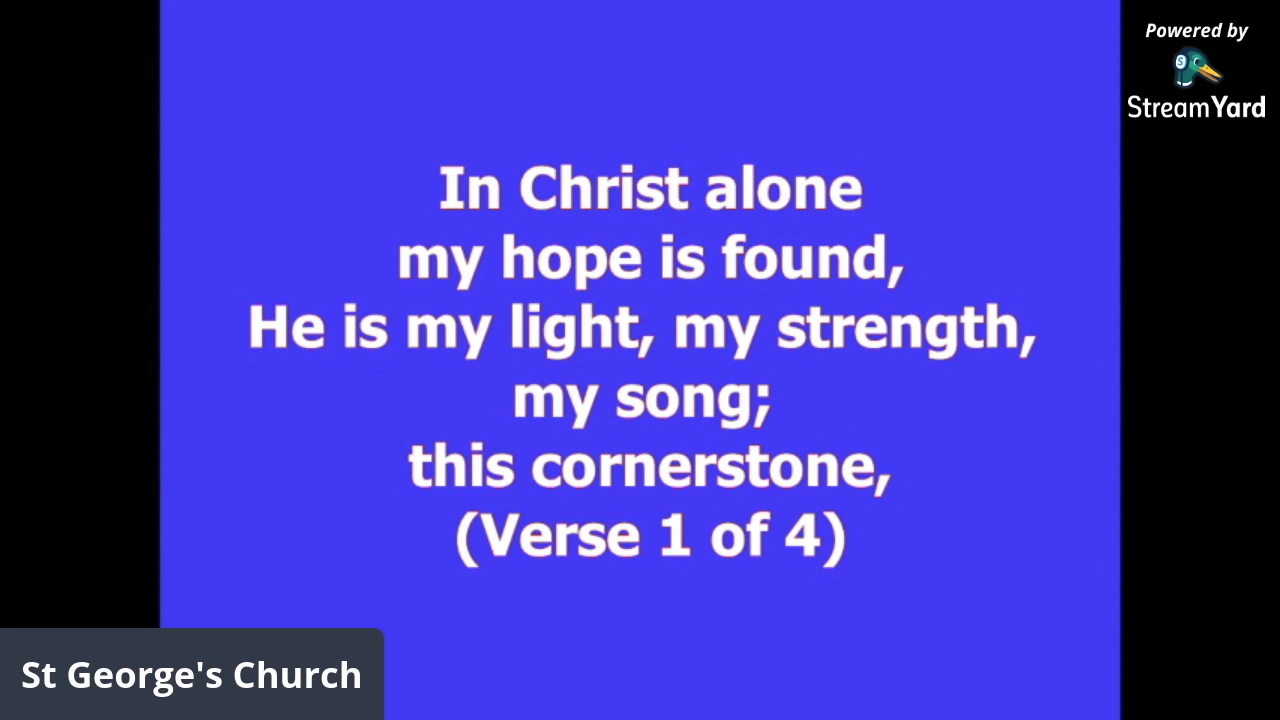 Powered by
StreamYard
In Christ alone
my hope is found,
He is my light, my strength,
my song;
this cornerstone,
(Verse 1 of 4)
St George's Church